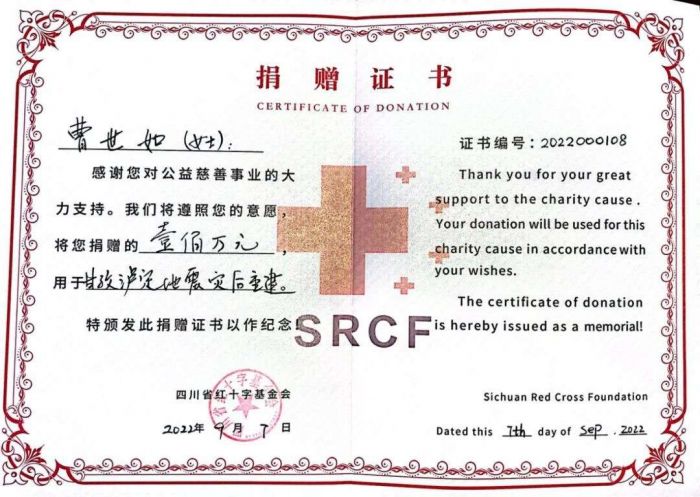 捐赠证书
CERTIFICATE OF DONATION
曹世如(女士):
感谢您对公益慈善事业的大
力支持。我们将遵照您的意愿,
将您捐赠的壹佰万元,
用于甘孜泸定地震灾后重建。
特颁发此捐赠证书以作纪念!
四川省红十字基金会
2022年9月7日
证书编号:2022000108
Thank you for your great
support to the charity cause .
Your donation will be used for this
charity cause in accordance with
your wishes.
The certificate of donation
is hereby issued as a memorial!
SRCF
Sichuan Red Cross Foundation
Dated this 7th day of Sep . 2022